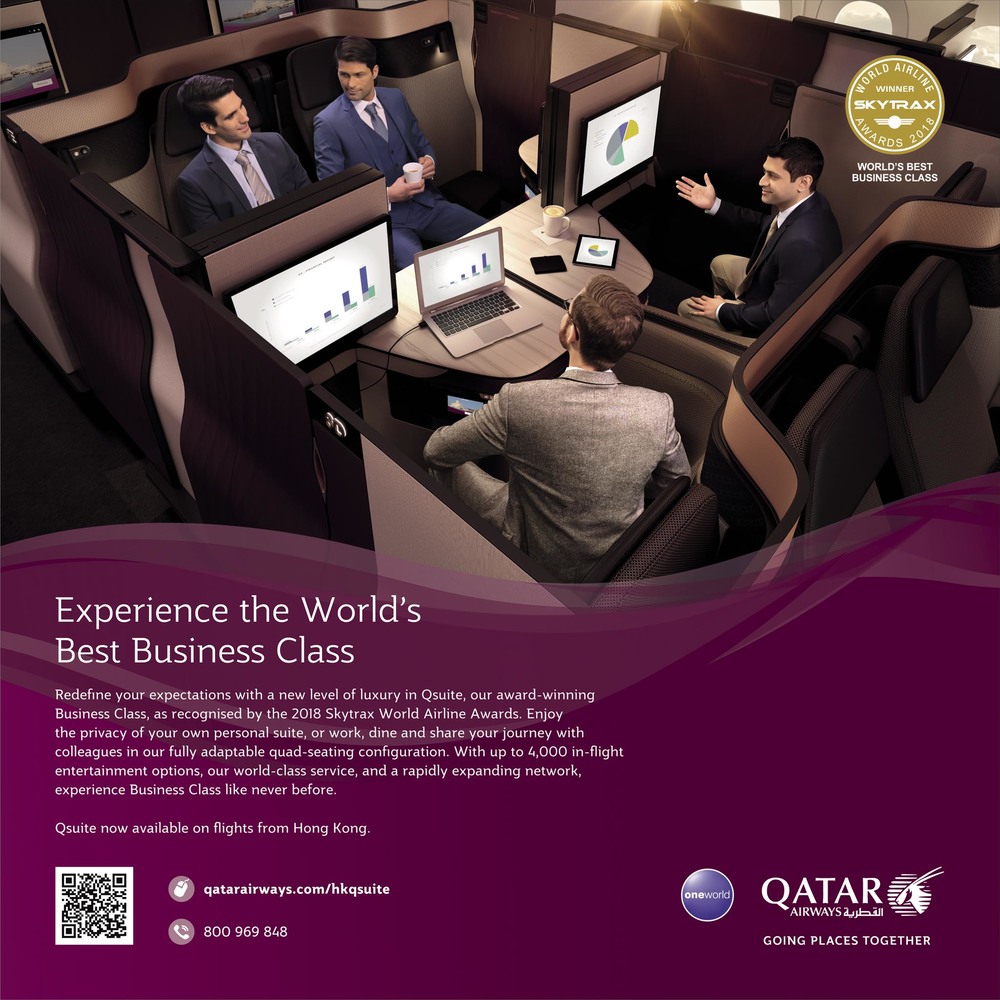 WORLD AIRLINE
WINNER
SKYTRAX
AWARDS 2018
WORLD'S BEST
BUSINESS CLASS
Experience the World's
Best Business Class
Redefine your expectations with a new level of luxury in Qsuite, our award-winning
Business Class, as recognised by the 2018 Skytrax World Airline Awards. Enjoy
the privacy of your own personal suite, or work, dine and share your journey with
colleagues in our fully adaptable quad-seating configuration. With up to 4,000 in-flight
entertainment options, our world-class service, and a rapidly expanding network,
experience Business Class like never before.
Qsuite now available on flights from Hong Kong.
qatarairways.com/hkqsuite
800 969 848
oneworld
QATAR
AIRWAYS القطرية
GOING PLACES TOGETHER